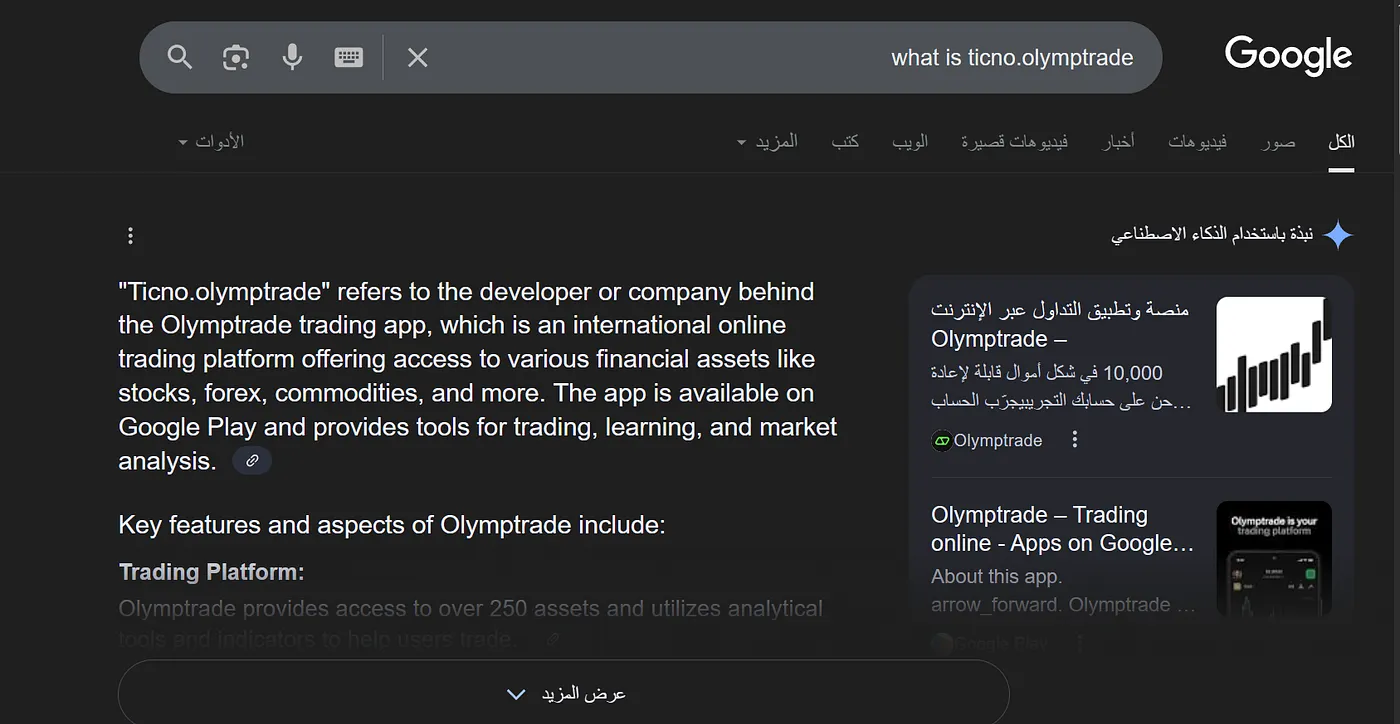 what is ticno.olymptrade
Google
الكل
صور
فيديوهات
أخبار
فيديوهات قصيرة
الويب
كتب
المزيد
الأدوات
نبذة باستخدام الذكاء الاصطناعي
"Ticno.olymptrade" refers to the developer or company behind
the Olymptrade trading app, which is an international online
trading platform offering access to various financial assets like
stocks, forex, commodities, and more. The app is available on
Google Play and provides tools for trading, learning, and market
analysis.
Key features and aspects of Olymptrade include:
Trading Platform:
Olymptrade provides access to over 250 assets and utilizes analytical
tools and indicators to help users trade.
منصة وتطبيق التداول عبر الإنترنت
Olymptrade –
10,000 في شكل أموال قابلة لإعادة
...حن على حسابك التجريبيجرّب الحساب
Olymptrade
Olymptrade – Trading
online - Apps on Google…
About this app.
arrow_forward. Olymptrade …
Google Play
Olymptrade is your
trading platform
عرض المزيد